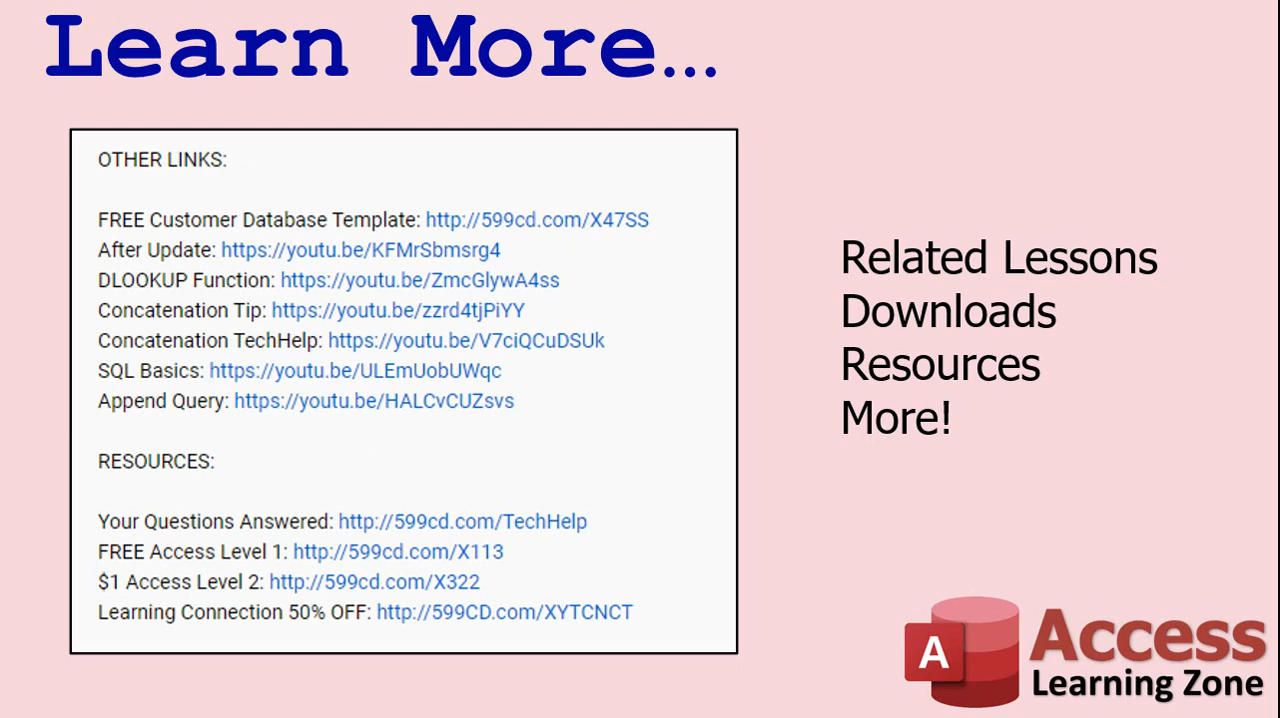 Learn More...
OTHER LINKS:
FREE Customer Database Template: http://599cd.com/X47SS
After Update: https://youtu.be/KFMrSbmsrg4
DLOOKUP Function: https://youtu.be/ZmcGlywA4ss
Concatenation Tip: https://youtu.be/zzrd4tjPiYY
Concatenation TechHelp: https://youtu.be/V7ciQCuDSUk
SQL Basics: https://youtu.be/ULEmUobUWqc
Append Query: https://youtu.be/HALCvCUZsvs
RESOURCES:
Your Questions Answered: http://599cd.com/TechHelp
FREE Access Level 1: http://599cd.com/X113
$1 Access Level 2: http://599cd.com/X322
Learning Connection 50% OFF: http://599CD.com/XYTCNCT
Related Lessons
Downloads
Resources
More!
A
Access
Learning Zone